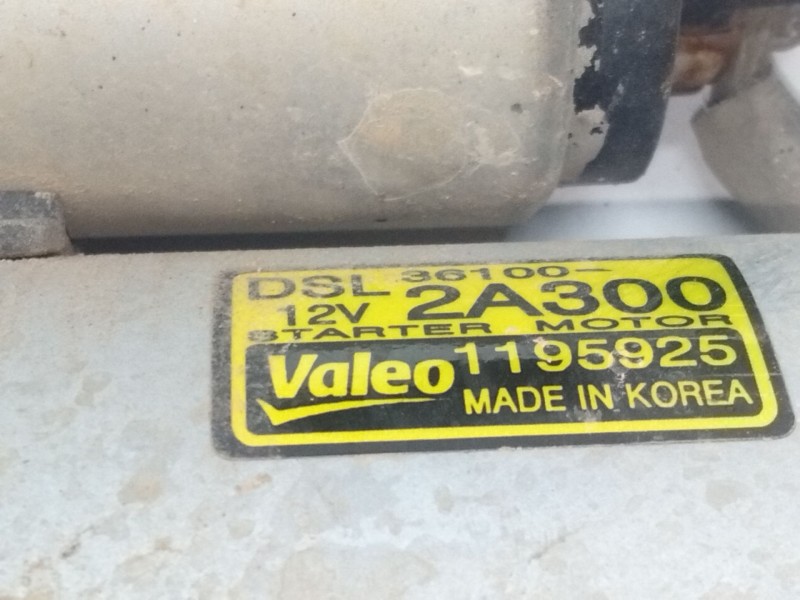 DSL 36100-
12V 2A300
STARTER MOTOR
Valeo 1195925
MADE IN KOREA